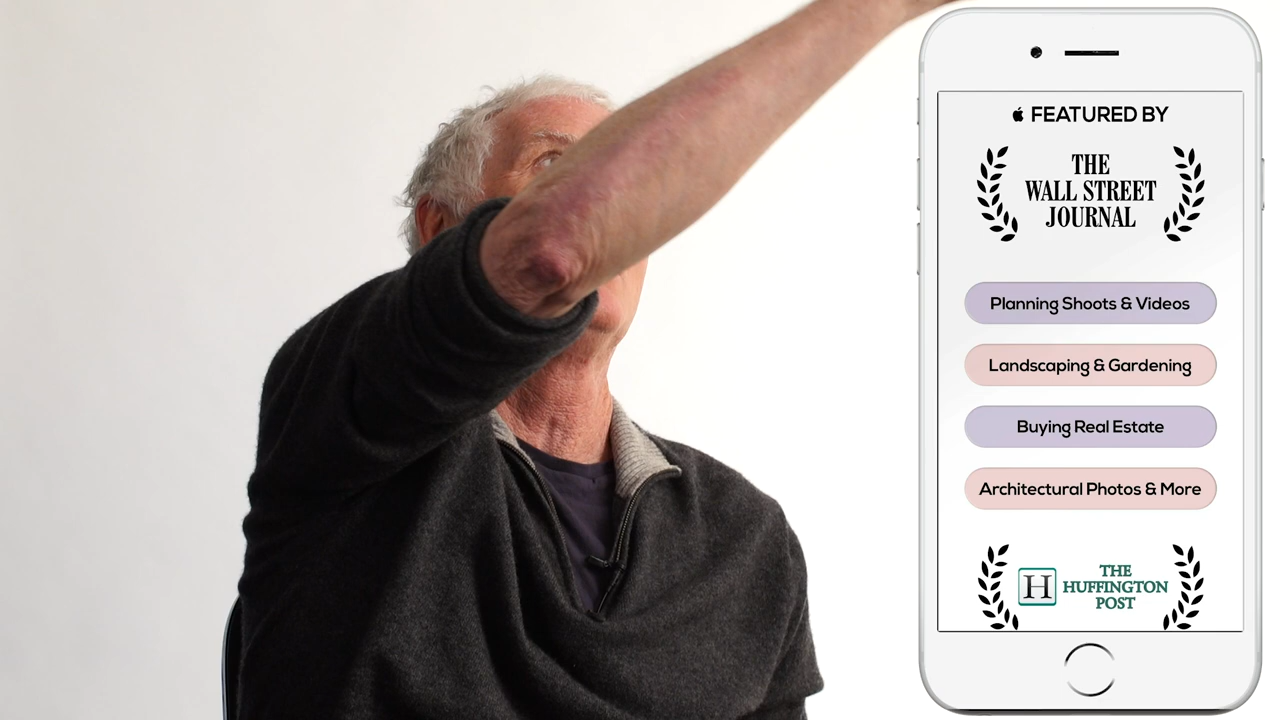 FEATURED BY
THE
WALL STREET
JOURNAL
Planning Shoots & Videos
Landscaping & Gardening
Buying Real Estate
Architectural Photos & More
H
THE
HUFFINGTON
POST